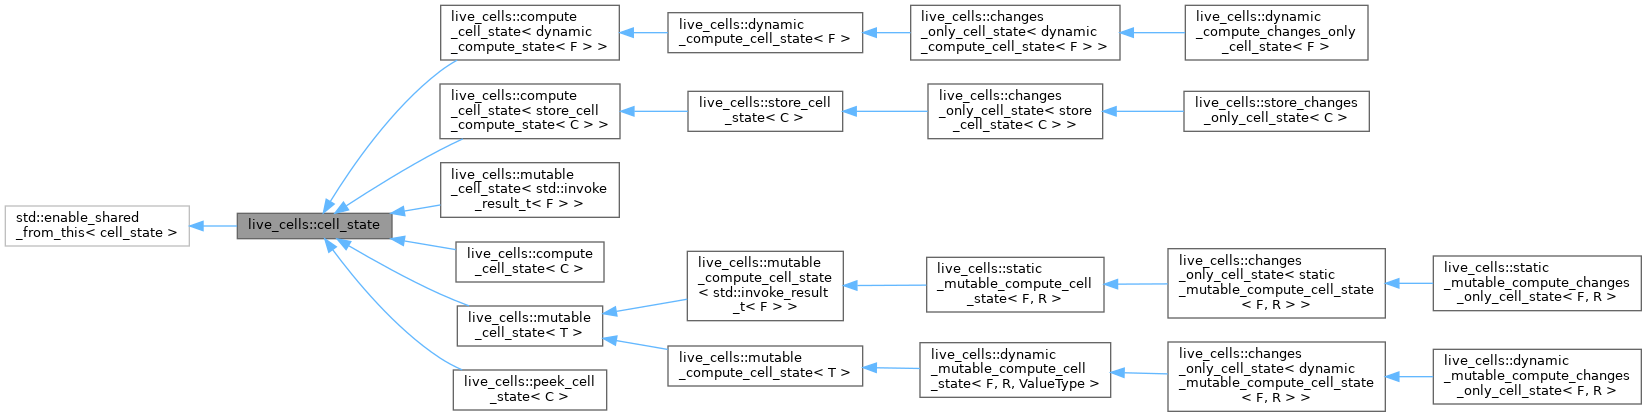 live_cells::compute
_cell_state< dynamic
_compute_state< F > >
live_cells::dynamic
_compute_cell_state< F >
live_cells::changes
_only_cell_state< dynamic
_compute_cell_state< F > >
live_cells::dynamic
_compute_changes_only
_cell_state< F >
live_cells::compute
_cell_state< store_cell
_compute_state< C > >
live_cells::store_cell
_state< C >
live_cells::changes
_only_cell_state< store
_cell_state< C > >
live_cells::store_changes
_only_cell_state< C >
live_cells::mutable
_cell_state< std::invoke
_result_t< F > >
std::enable_shared
_from_this< cell_state >
live_cells::cell_state
live_cells::compute
_cell_state< C >
live_cells::mutable
_cell_state< T >
live_cells::mutable
_compute_cell_state
< std::invoke_result
_t< F > >
live_cells::static
_mutable_compute_cell
_state< F, R >
live_cells::changes
_only_cell_state< static
_mutable_compute_cell_state
< F, R > >
live_cells::static
_mutable_compute_changes
_only_cell_state< F, R >
live_cells::mutable
_compute_cell_state< T >
live_cells::dynamic
_mutable_compute_cell
_state< F, R, ValueType >
live_cells::changes
_only_cell_state< dynamic
_mutable_compute_cell_state
< F, R > >
live_cells::dynamic
_mutable_compute_changes
_only_cell_state< F, R >
live_cells::peek_cell
_state< C >